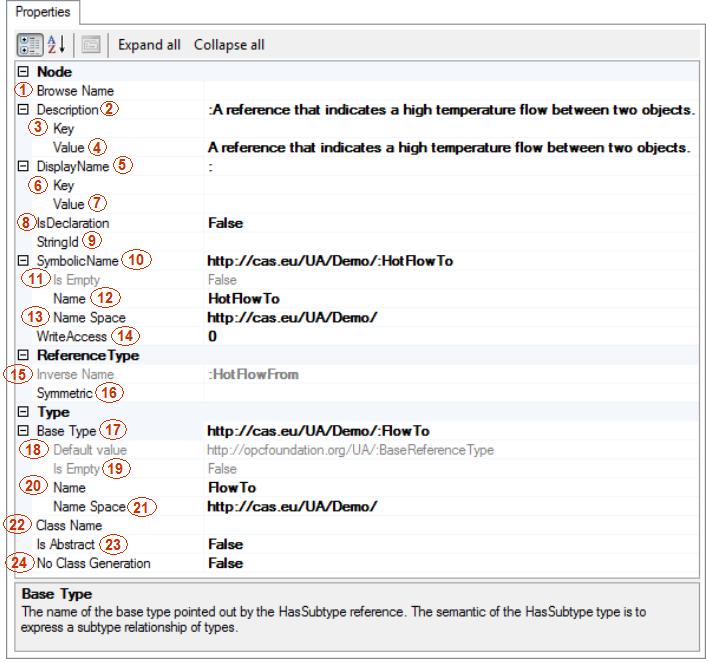 Properties
Expand all Collapse all
Node
1 Browse Name
Description 2 :A reference that indicates a high temperature flow between two objects.
3 Key
Value 4 A reference that indicates a high temperature flow between two objects.
DisplayName 5 :
6 Key
Value 7
8 IsDeclaration False
StringId 9
SymbolicName 10 http://cas.eu/UA/Demo/:HotFlowTo
11 Is Empty False
Name 12 HotFlowTo
13 Name Space http://cas.eu/UA/Demo/
WriteAccess 14 0
ReferenceType
15 Inverse Name :HotFlowFrom
Symmetric 16
Type
Base Type 17 http://cas.eu/UA/Demo/:FlowTo
18 Default value http://opcfoundation.org/UA/:BaseReferenceType
Is Empty 19 False
20 Name FlowTo
Name Space 21 http://cas.eu/UA/Demo/
22 Class Name
Is Abstract 23 False
24 No Class Generation False
Base Type
The name of the base type pointed out by the HasSubtype reference. The semantic of the HasSubtype type is to
express a subtype relationship of types.